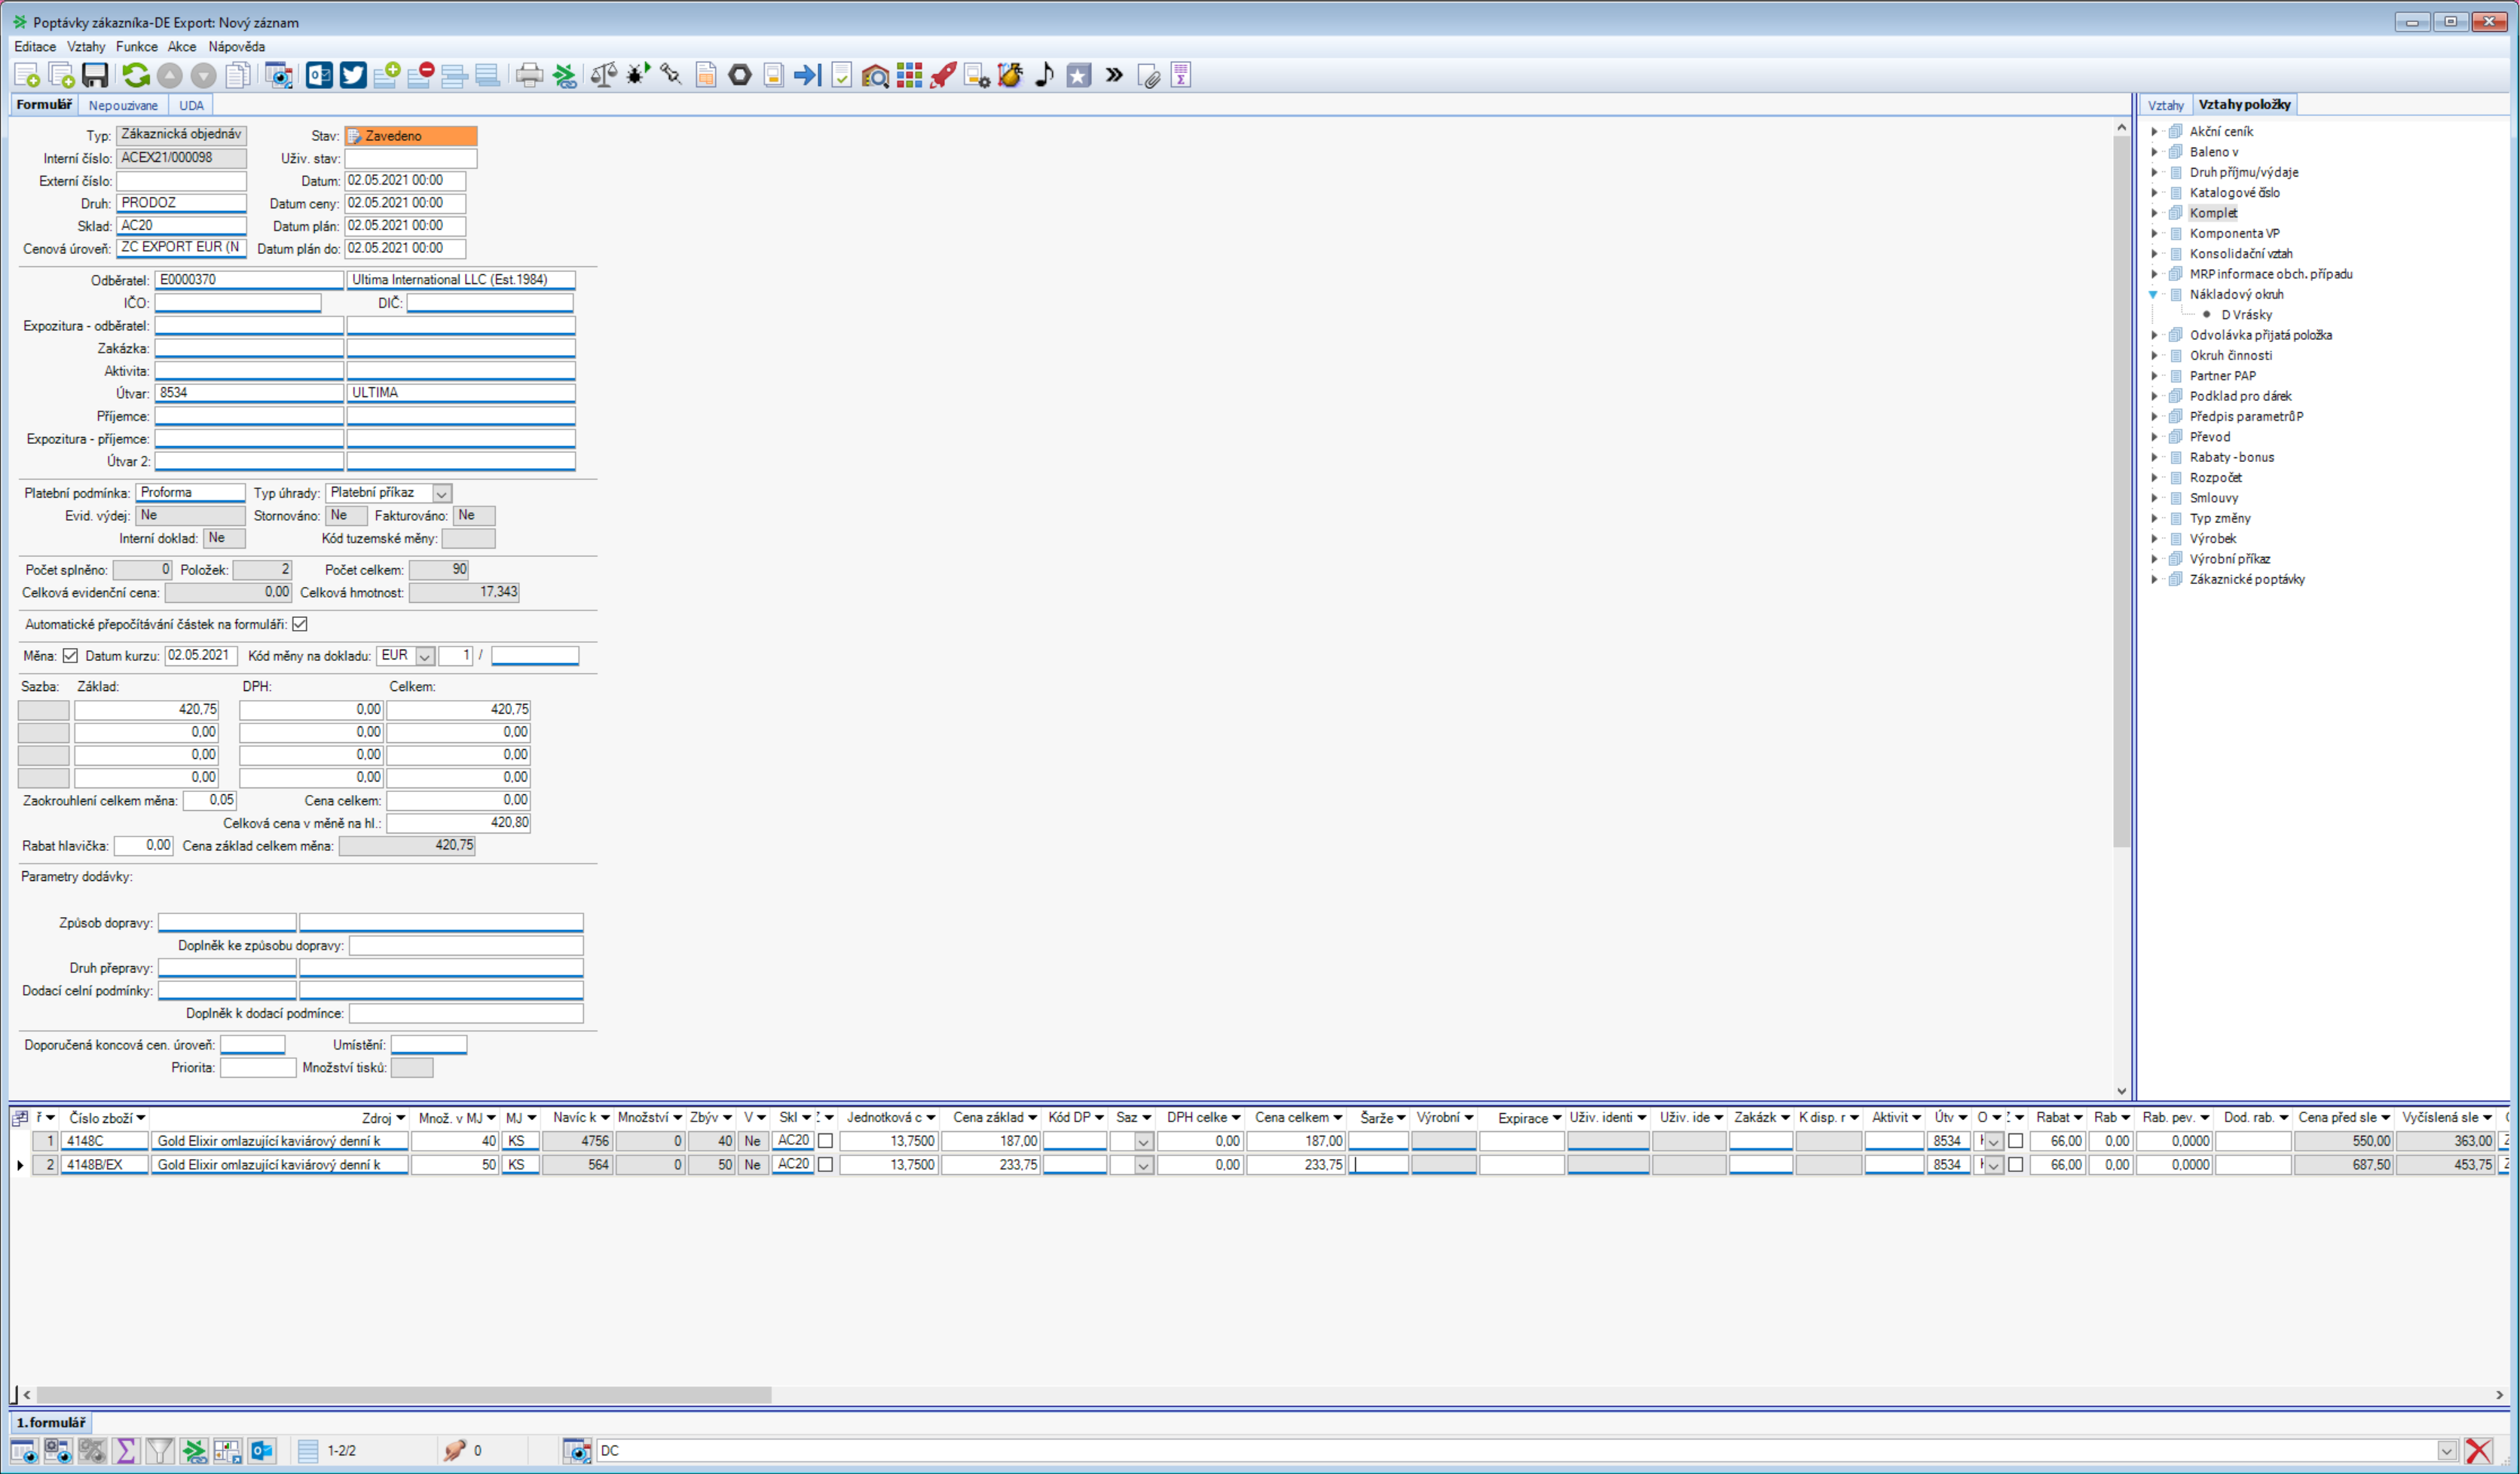 Poptávky zákazníka-DE Export: Nový záznam
Editace Vztahy Funkce Akce Nápověda
Formulář Nepouzivane UDA
Typ: Zákaznická objednáv Stav: Zavedeno
Interní číslo: ACEX21/000098 Uživ. stav:
Externí číslo: Datum: 02.05.2021 00:00
Druh: PRODOZ Datum ceny: 02.05.2021 00:00
Sklad: AC20 Datum plán: 02.05.2021 00:00
Cenová úroveň: ZC EXPORT EUR (N Datum plán do: 02.05.2021 00:00
Odběratel: E0000370 Ultima International LLC (Est.1984)
IČO: DIČ:
Expozitura - odběratel:
Zakázka:
Aktivita:
Útvar: 8534 ULTIMA
Příjemce:
Expozitura - příjemce:
Útvar 2:
Platební podmínka: Proforma Typ úhrady: Platební příkaz
Evid. výdej: Ne Stornováno: Ne Fakturováno: Ne
Interní doklad: Ne Kód tuzemské měny:
Počet splněno: 0 Položek: 2 Počet celkem: 90
Celková evidenční cena: 0,00 Celková hmotnost: 17,343
Automatické přepočítávání částek na formuláři:
Měna: Datum kurzu: 02.05.2021 Kód měny na dokladu: EUR 1 /
Sazba: Základ: DPH: Celkem:
420,75 0,00 420,75
0,00 0,00 0,00
0,00 0,00 0,00
0,00 0,00 0,00
Zaokrouhlení celkem měna: 0,05 Cena celkem: 0,00
Celková cena v měně na hl.: 420,80
Rabat hlavička: 0,00 Cena základ celkem měna: 420,75
Parametry dodávky:
Způsob dopravy:
Doplněk ke způsobu dopravy:
Druh přepravy:
Dodací celní podmínky:
Doplněk k dodací podmínce:
Doporučená koncová cen. úroveň: Umístění:
Priorita: Množství tisků:
Vztahy Vztahy položky
Akční ceník
Baleno v
Druh příjmu/výdaje
Katalogové číslo
Komplet
Komponenta VP
Konsolidační vztah
MRP informace obch. případu
Nákladový okruh
D Vrásky
Odvolávka přijatá položka
Okruh činnosti
Partner PAP
Podklad pro dárek
Předpis parametrů P
Převod
Rabaty - bonus
Rozpočet
Smlouvy
Typ změny
Výrobek
Výrobní příkaz
Zákaznické poptávky
ř Číslo zboží Zdroj Množ. v MJ MJ Navíc k Množství Zbýv V Skl Jednotková c Cena základ Kód DP Saz DPH celke Cena celkem Šarže Výrobní Expirace Uživ. identi Uživ. ide Zakázk K disp. r Aktivit Útv O Rabat Rab Rab. pev. Dod. rab. Cena před sle Vyčíslená sle
1 4148C Gold Elixir omlazující kaviárový denní k 40 KS 4756 0 40 Ne AC20 13,7500 187,00 0,00 187,00 8534 66,00 0,00 0,0000 550,00 363,00
2 4148B/EX Gold Elixir omlazující kaviárový denní k 50 KS 564 0 50 Ne AC20 13,7500 233,75 0,00 233,75 8534 66,00 0,00 0,0000 687,50 453,75
1.formulář
1-2/2 0 DC